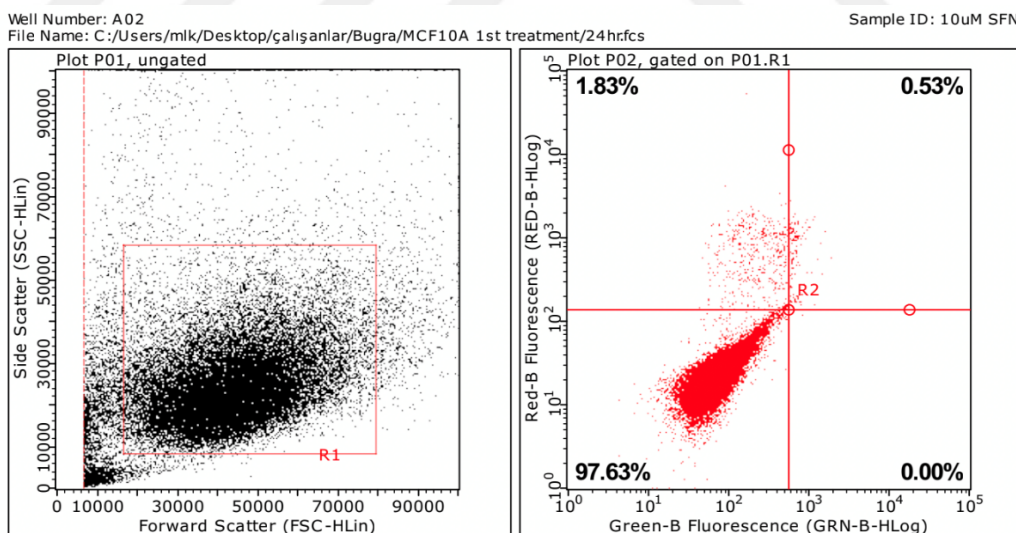 Well Number: A02
Sample ID: 10uM SFN
File Name: C:/Users/mlk/Desktop/çalışanlar/Bugra/MCF10A 1st treatment/24hr.fcs
Plot P01, ungated
Side Scatter (SSC-HLin)
90000
70000
50000
30000
10000
0
R1
0 10000 30000 50000 70000 90000
Forward Scatter (FSC-HLin)
Plot P02, gated on P01.R1
1.83% 0.53%
Red-B Fluorescence (RED-B-HLog)
10^5
10^4
10^3
10^2
10^1
10^0
R2
97.63% 0.00%
10^0 10^1 10^2 10^3 10^4 10^5
Green-B Fluorescence (GRN-B-HLog)